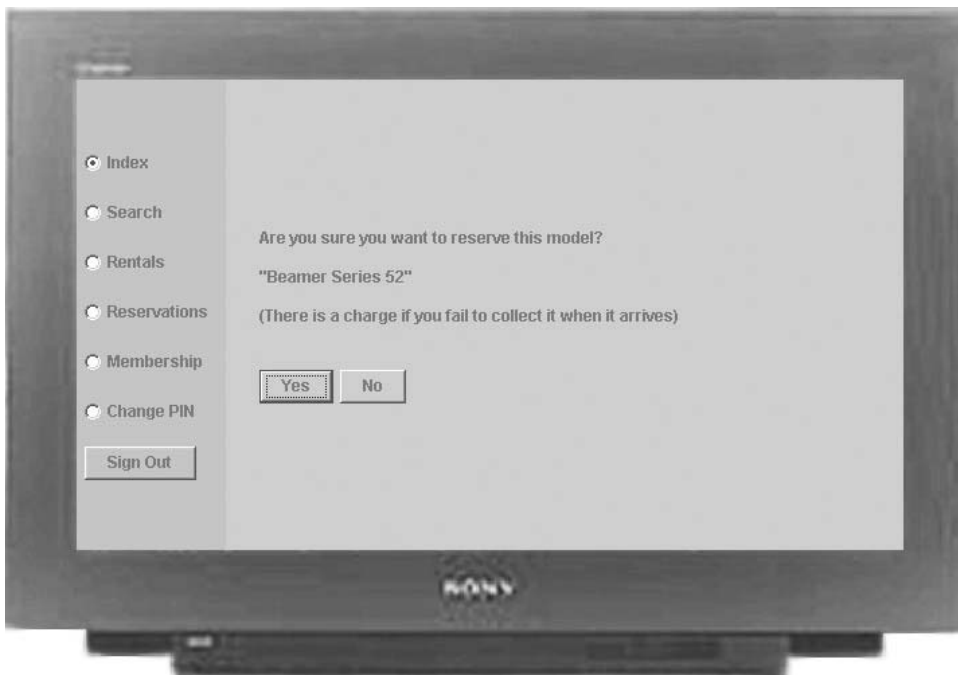 Index
Search
Rentals
Reservations
Membership
Change PIN
Sign Out
Are you sure you want to reserve this model?
"Beamer Series 52"
(There is a charge if you fail to collect it when it arrives)
Yes
No
SONY